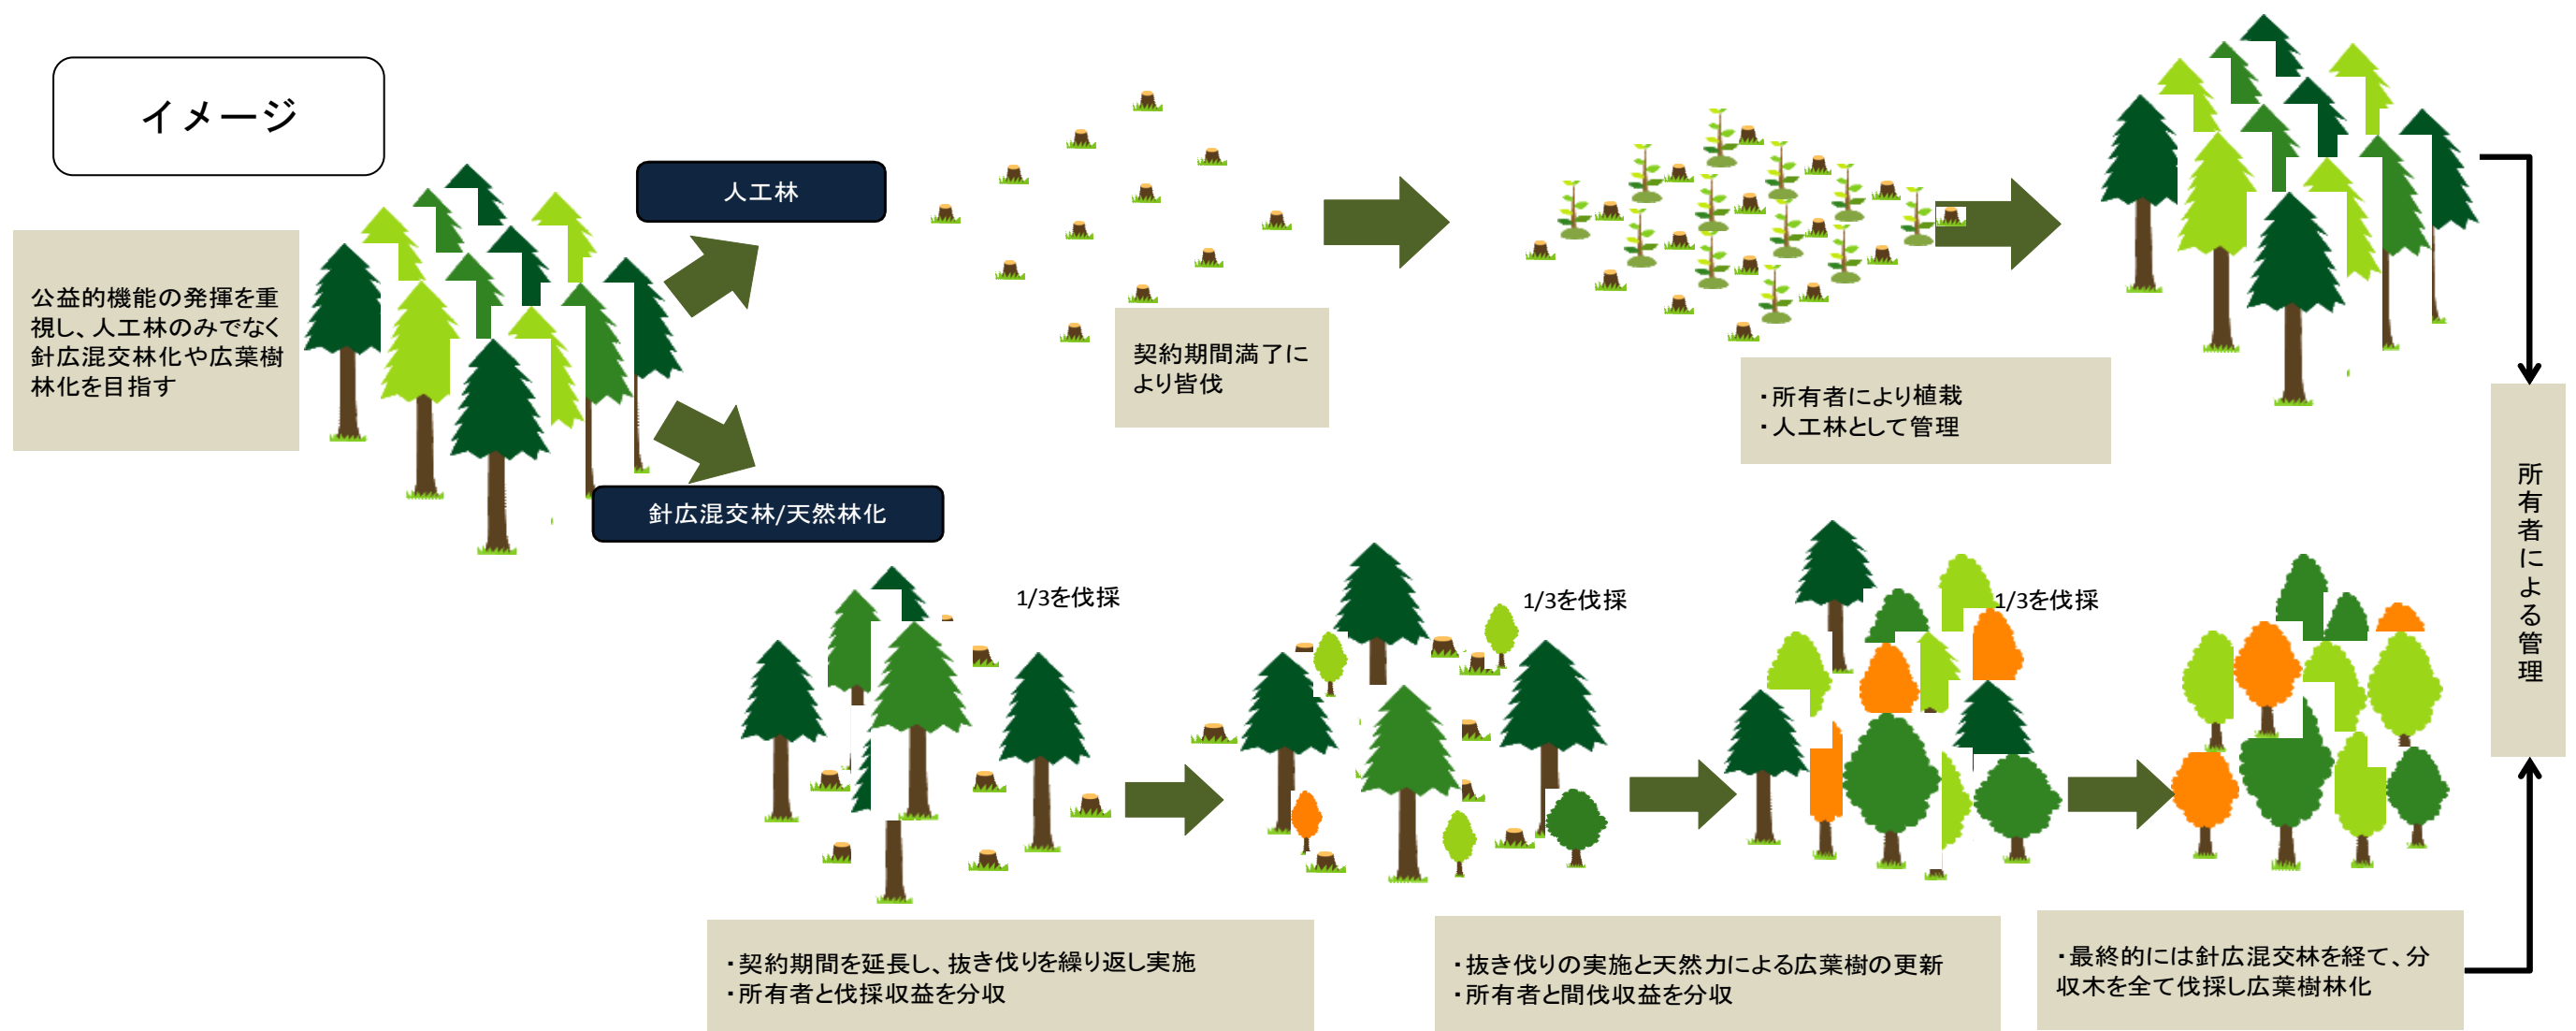 イメージ
人工林
公益的機能の発揮を重
視し、人工林のみでなく
針広混交林化や広葉樹
林化を目指す
契約期間満了に
より皆伐
・所有者により植栽
・人工林として管理
所有者による管理
針広混交林/天然林化
1/3を伐採
1/3を伐採
1/3を伐採
・契約期間を延長し、抜き伐りを繰り返し実施
・所有者と伐採収益を分収
・抜き伐りの実施と天然力による広葉樹の更新
・所有者と間伐収益を分収
・最終的には針広混交林を経て、分
収木を全て伐採し広葉樹林化